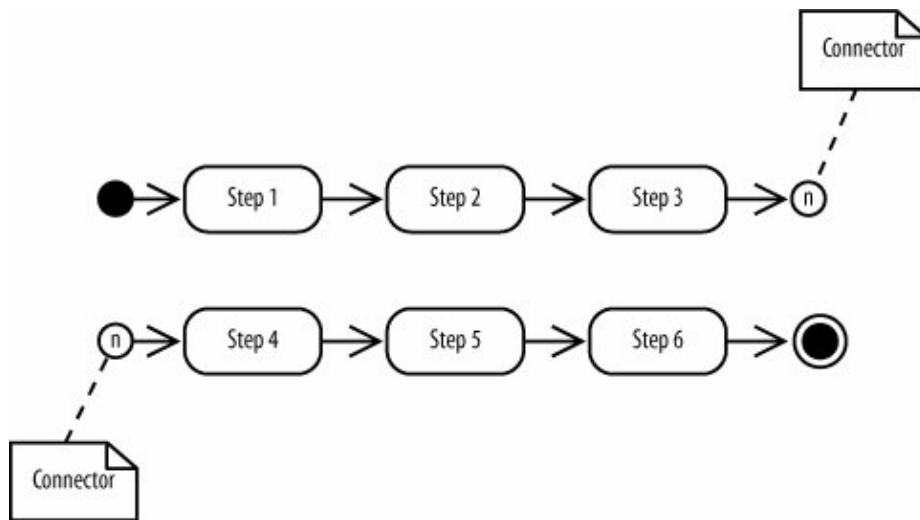 Connector
Step 1
Step 2
Step 3
n
n
Step 4
Step 5
Step 6
Connector